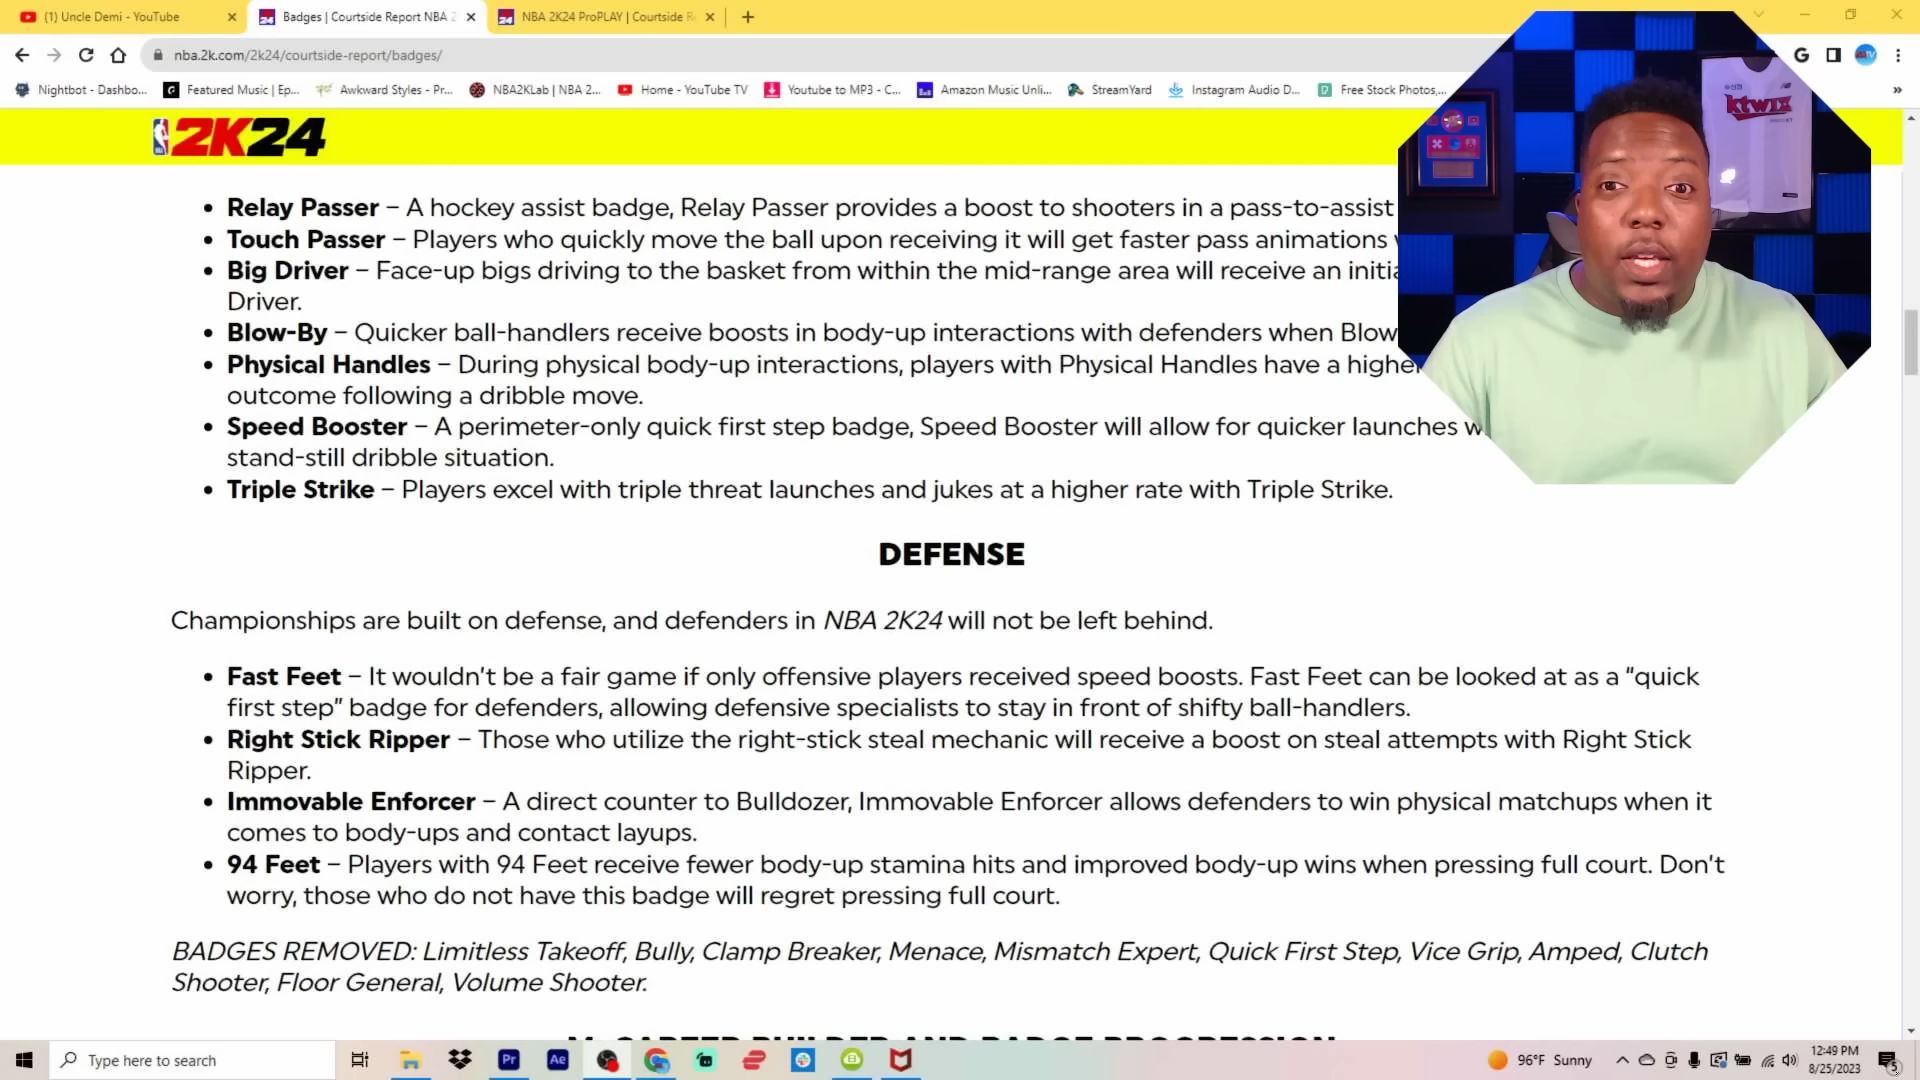 (1) Uncle Demi - YouTube
Badges | Courtside Report NBA 2
NBA 2K24 ProPLAY | Courtside R
nba.2k.com/2k24/courtside-report/badges/
G
Nightbot - Dashbo...
Featured Music | Ep...
Awkward Styles - Pr...
NBA2KLab | NBA 2...
Home - YouTube TV
Youtube to MP3 - C...
Amazon Music Unli...
StreamYard
Instagram Audio D...
Free Stock Photos,...
2K24
ktwiz
• Relay Passer – A hockey assist badge, Relay Passer provides a boost to shooters in a pass-to-assist
• Touch Passer – Players who quickly move the ball upon receiving it will get faster pass animations
• Big Driver – Face-up bigs driving to the basket from within the mid-range area will receive an initia
Driver.
• Blow-By – Quicker ball-handlers receive boosts in body-up interactions with defenders when Blow
• Physical Handles – During physical body-up interactions, players with Physical Handles have a higher
outcome following a dribble move.
• Speed Booster – A perimeter-only quick first step badge, Speed Booster will allow for quicker launches w
stand-still dribble situation.
• Triple Strike – Players excel with triple threat launches and jukes at a higher rate with Triple Strike.
DEFENSE
Championships are built on defense, and defenders in NBA 2K24 will not be left behind.
• Fast Feet – It wouldn't be a fair game if only offensive players received speed boosts. Fast Feet can be looked at as a “quick
first step” badge for defenders, allowing defensive specialists to stay in front of shifty ball-handlers.
• Right Stick Ripper – Those who utilize the right-stick steal mechanic will receive a boost on steal attempts with Right Stick
Ripper.
• Immovable Enforcer – A direct counter to Bulldozer, Immovable Enforcer allows defenders to win physical matchups when it
comes to body-ups and contact layups.
• 94 Feet – Players with 94 Feet receive fewer body-up stamina hits and improved body-up wins when pressing full court. Don't
worry, those who do not have this badge will regret pressing full court.
BADGES REMOVED: Limitless Takeoff, Bully, Clamp Breaker, Menace, Mismatch Expert, Quick First Step, Vice Grip, Amped, Clutch
Shooter, Floor General, Volume Shooter.
CAREER BUILDER AND BADGE PROGRESSION
Type here to search
Pr
Ae
96°F Sunny
12:49 PM
8/25/2023
5